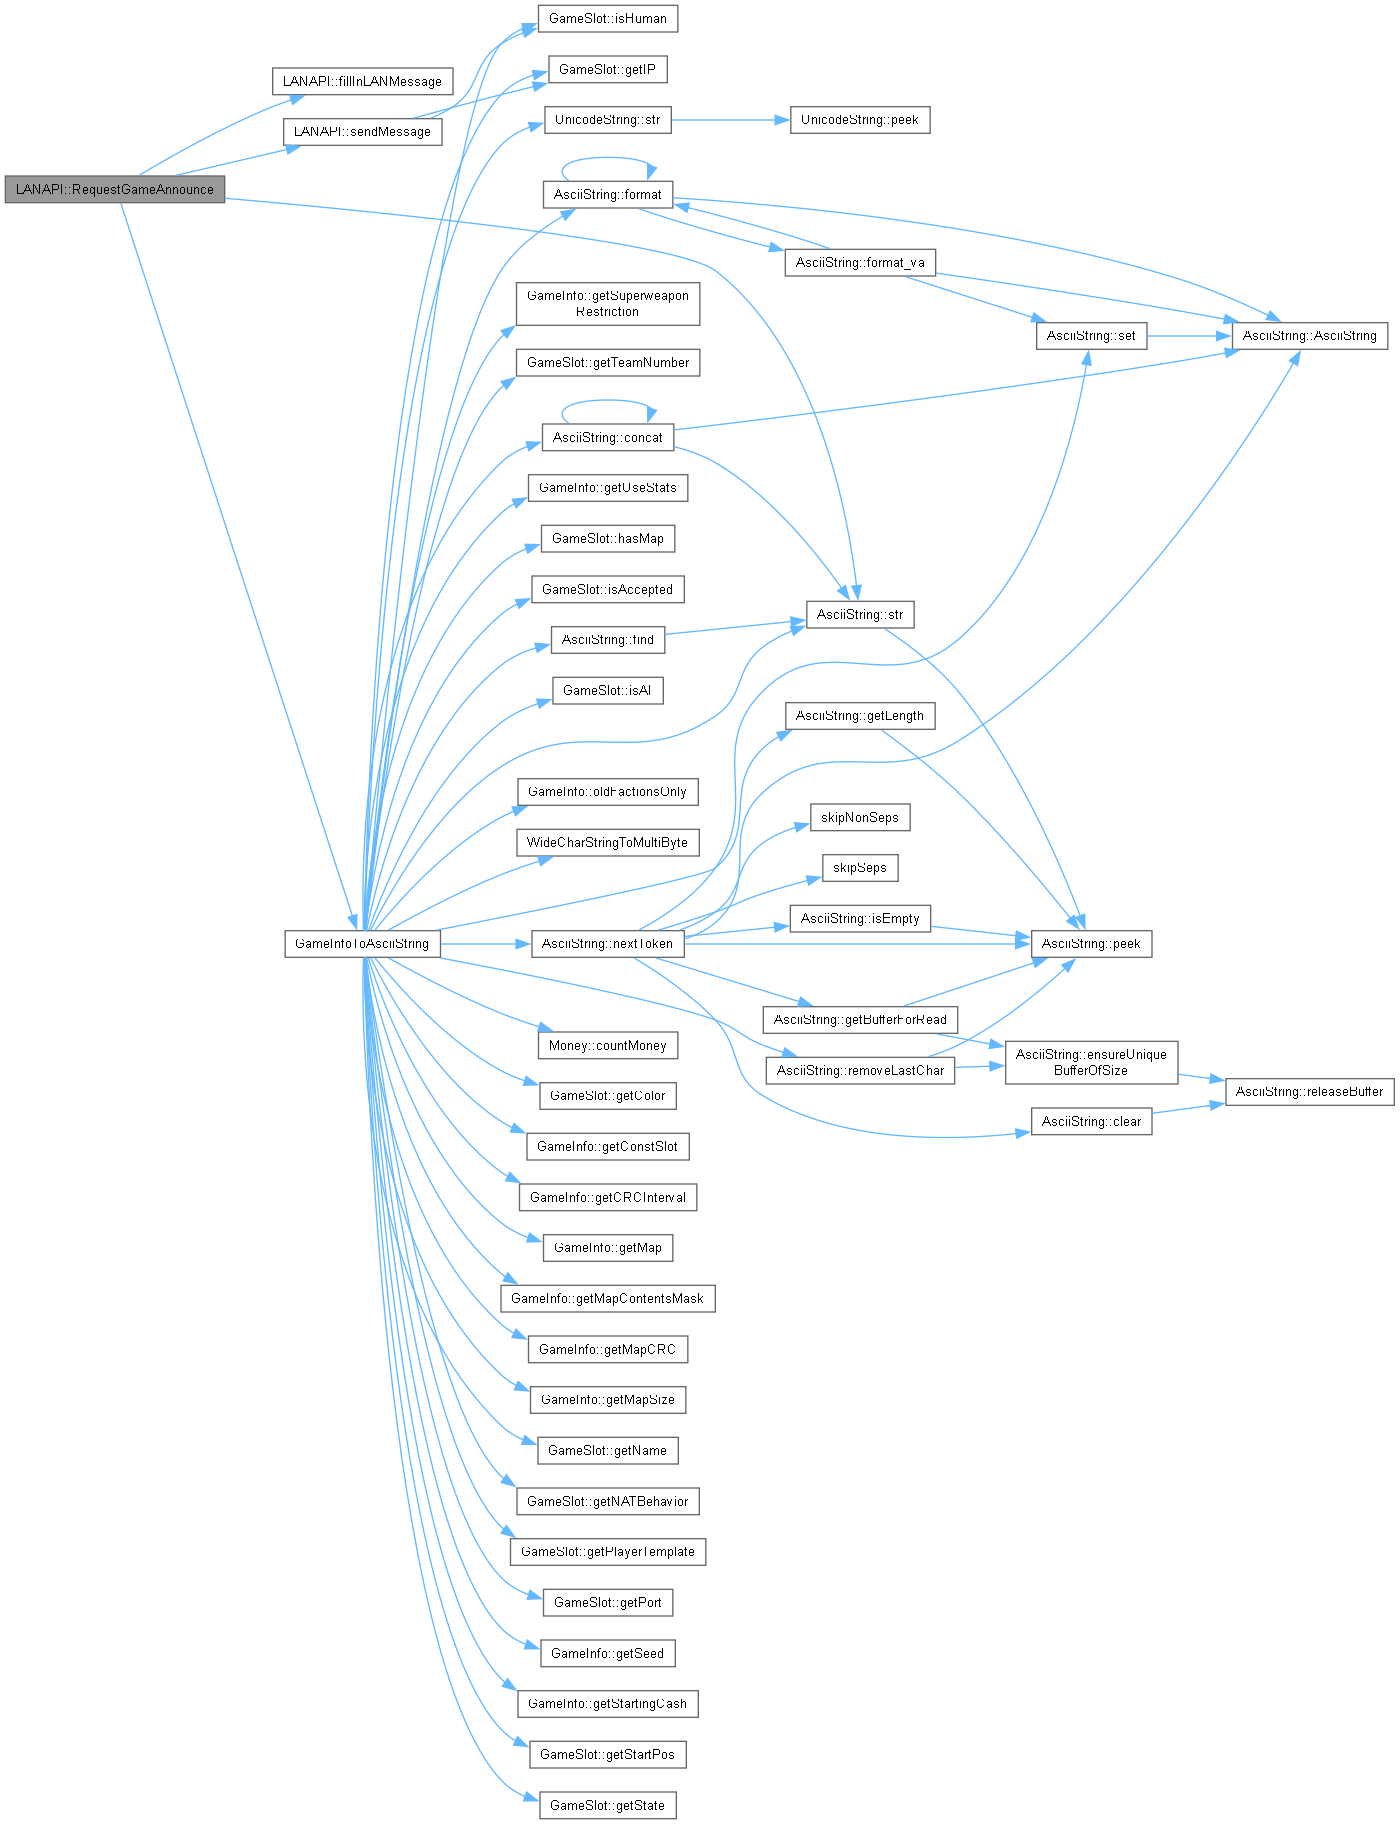 GameSlot::isHuman
GameSlot::getIP
LANAPI::fillInLANMessage
LANAPI::sendMessage
UnicodeString::str
UnicodeString::peek
LANAPI::RequestGameAnnounce
AsciiString::format
AsciiString::format_va
GameInfo::getSuperweapon
Restriction
AsciiString::set
AsciiString::AsciiString
GameSlot::getTeamNumber
AsciiString::concat
GameInfo::getUseStats
GameSlot::hasMap
GameSlot::isAccepted
AsciiString::str
AsciiString::find
GameSlot::isAI
AsciiString::getLength
GameInfo::oldFactionsOnly
skipNonSeps
WideCharStringToMultiByte
skipSeps
AsciiString::isEmpty
GameInfoToAsciiString
AsciiString::nextToken
AsciiString::peek
AsciiString::getBufferForRead
Money::countMoney
AsciiString::ensureUnique
BufferOfSize
AsciiString::removeLastChar
AsciiString::releaseBuffer
GameSlot::getColor
AsciiString::clear
GameInfo::getConstSlot
GameInfo::getCRCInterval
GameInfo::getMap
GameInfo::getMapContentsMask
GameInfo::getMapCRC
GameInfo::getMapSize
GameSlot::getName
GameSlot::getNATBehavior
GameSlot::getPlayerTemplate
GameSlot::getPort
GameInfo::getSeed
GameInfo::getStartingCash
GameSlot::getStartPos
GameSlot::getState